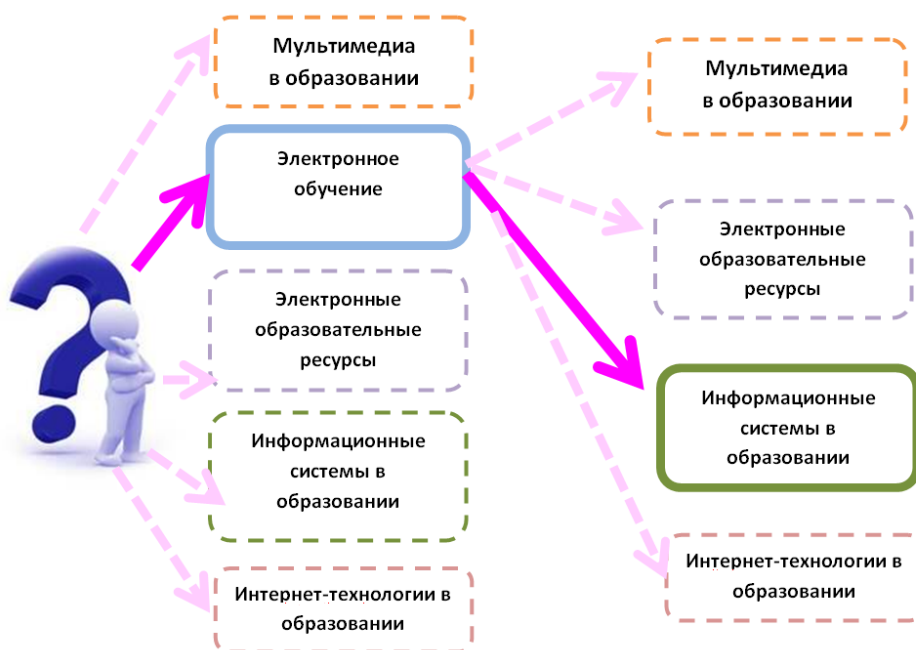 Мультимедиа
в образовании
Электронное
обучение
Электронные
образовательные
ресурсы
Информационные
системы в
образовании
Интернет-технологии в
образовании
Мультимедиа
в образовании
Электронные
образовательные
ресурсы
Информационные
системы в
образовании
Интернет-технологии в
образовании